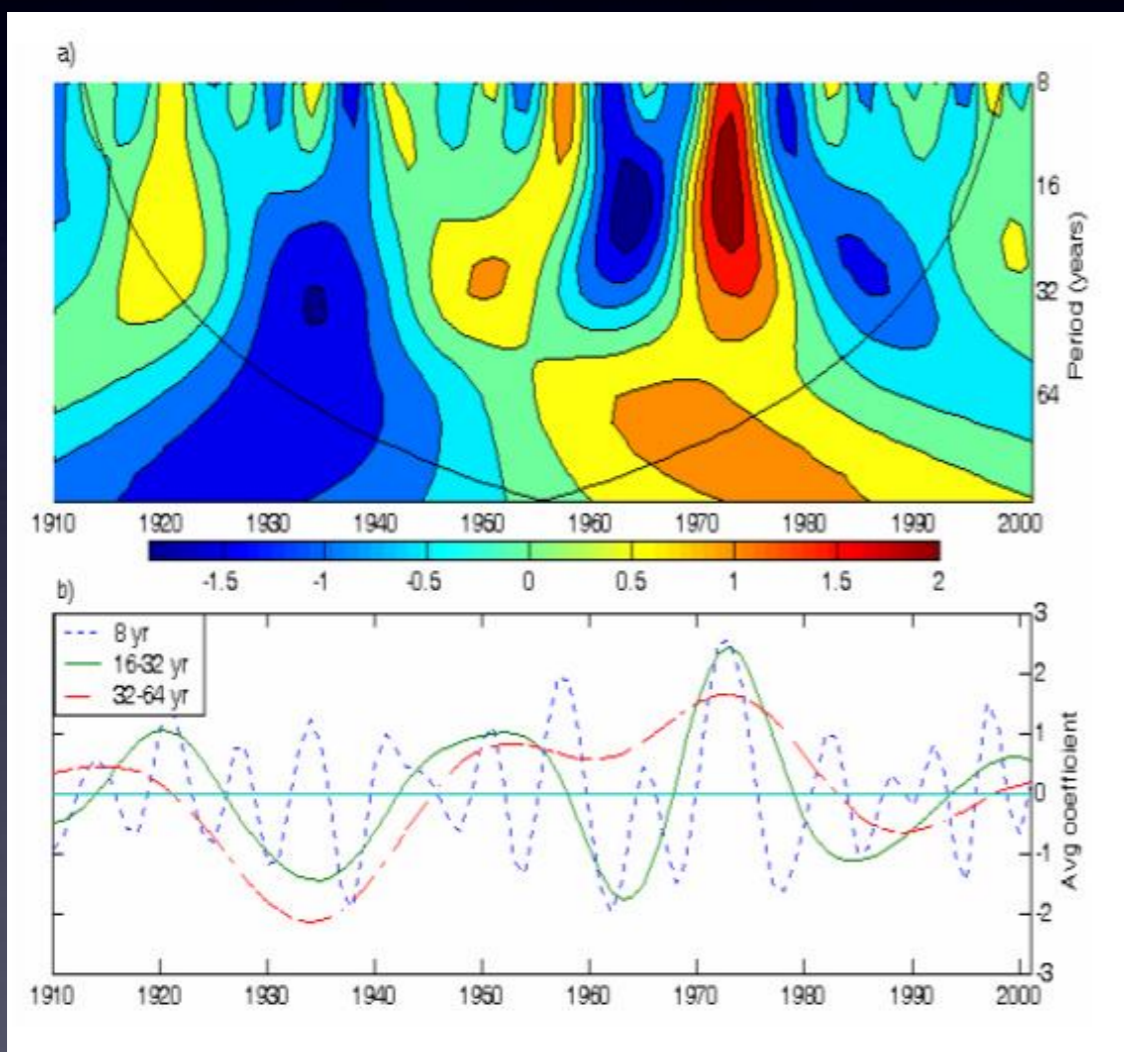 a)
8
16
32
64
Period (years)
1910 1920 1930 1940 1950 1960 1970 1980 1990 2000
-1.5 -1 -0.5 0 0.5 1 1.5 2
b)
8 yr
16-32 yr
32-64 yr
3
2
1
0
-1
-2
-3
Avg coefficient
1910 1920 1930 1940 1950 1960 1970 1980 1990 2000